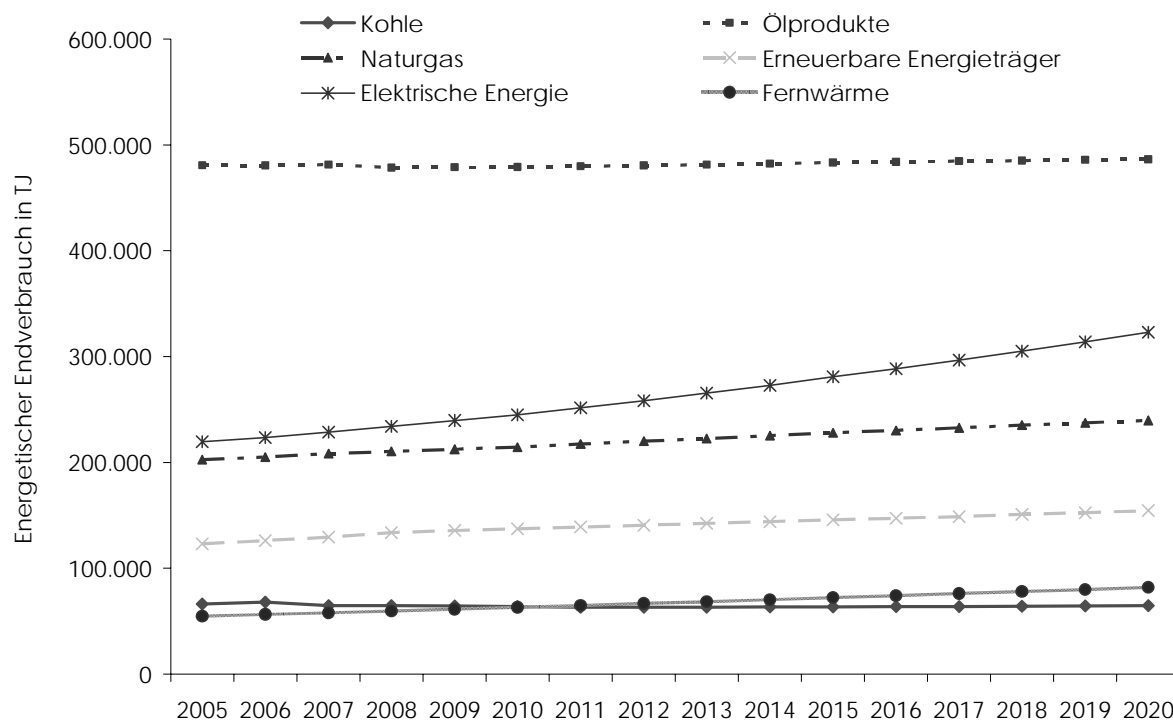 Kohle
Ölprodukte
Naturgas
Erneuerbare Energieträger
Elektrische Energie
Fernwärme
Energetischer Endverbrauch in TJ
600.000
500.000
400.000
300.000
200.000
100.000
0
2005 2006 2007 2008 2009 2010 2011 2012 2013 2014 2015 2016 2017 2018 2019 2020